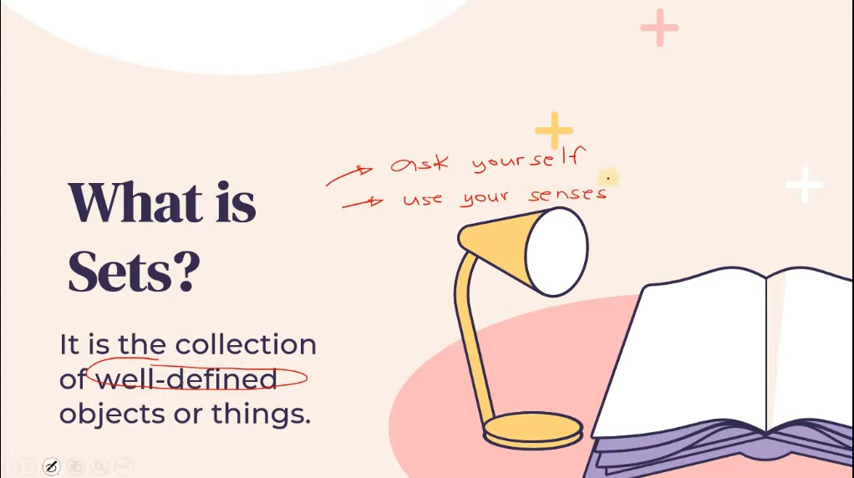 ask yourself
use your senses
What is
Sets?
It is the collection
of well-defined
objects or things.